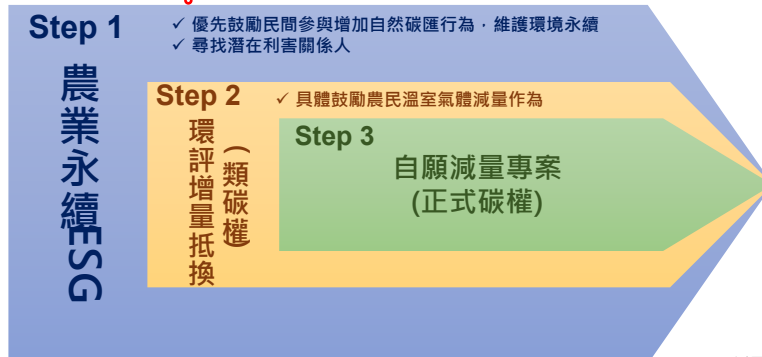 Step 1
✓ 優先鼓勵民間參與增加自然碳匯行為，維護環境永續
✓ 尋找潛在利害關係人
農業永續ESG
Step 2
✓ 具體鼓勵農民溫室氣體減量作為
環評增量抵換
(類碳權)
Step 3
自願減量專案
(正式碳權)